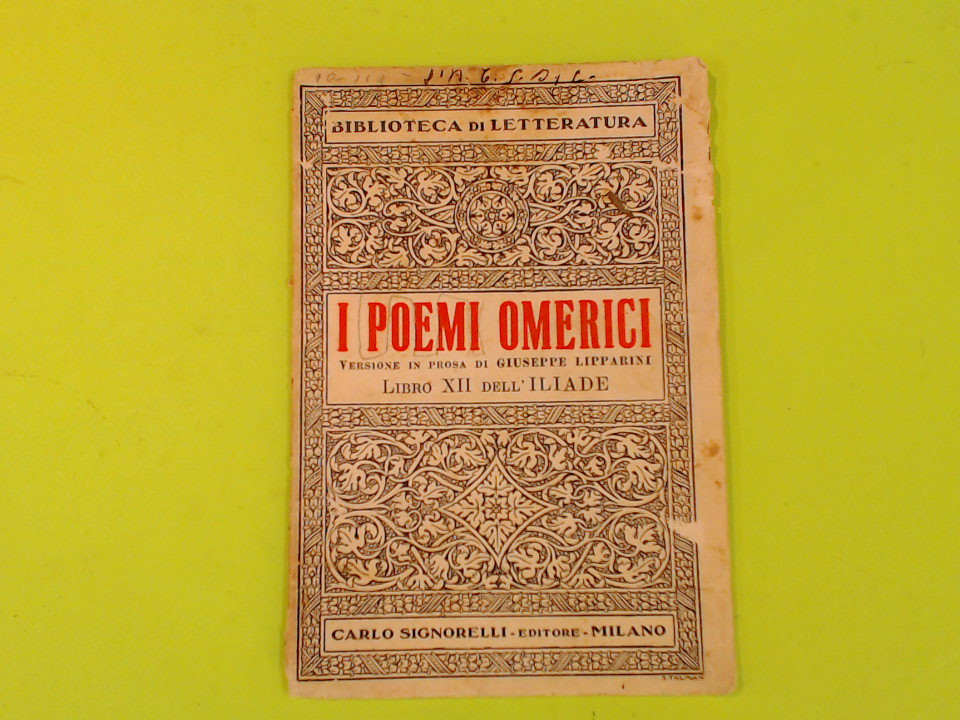 BIBLIOTECA DI LETTERATURA
I POEMI OMERICI
VERSIONE IN PROSA DI GIUSEPPE LIPPARINI
LIBRO XII DELL'ILIADE
CARLO SIGNORELLI - EDITORE - MILANO